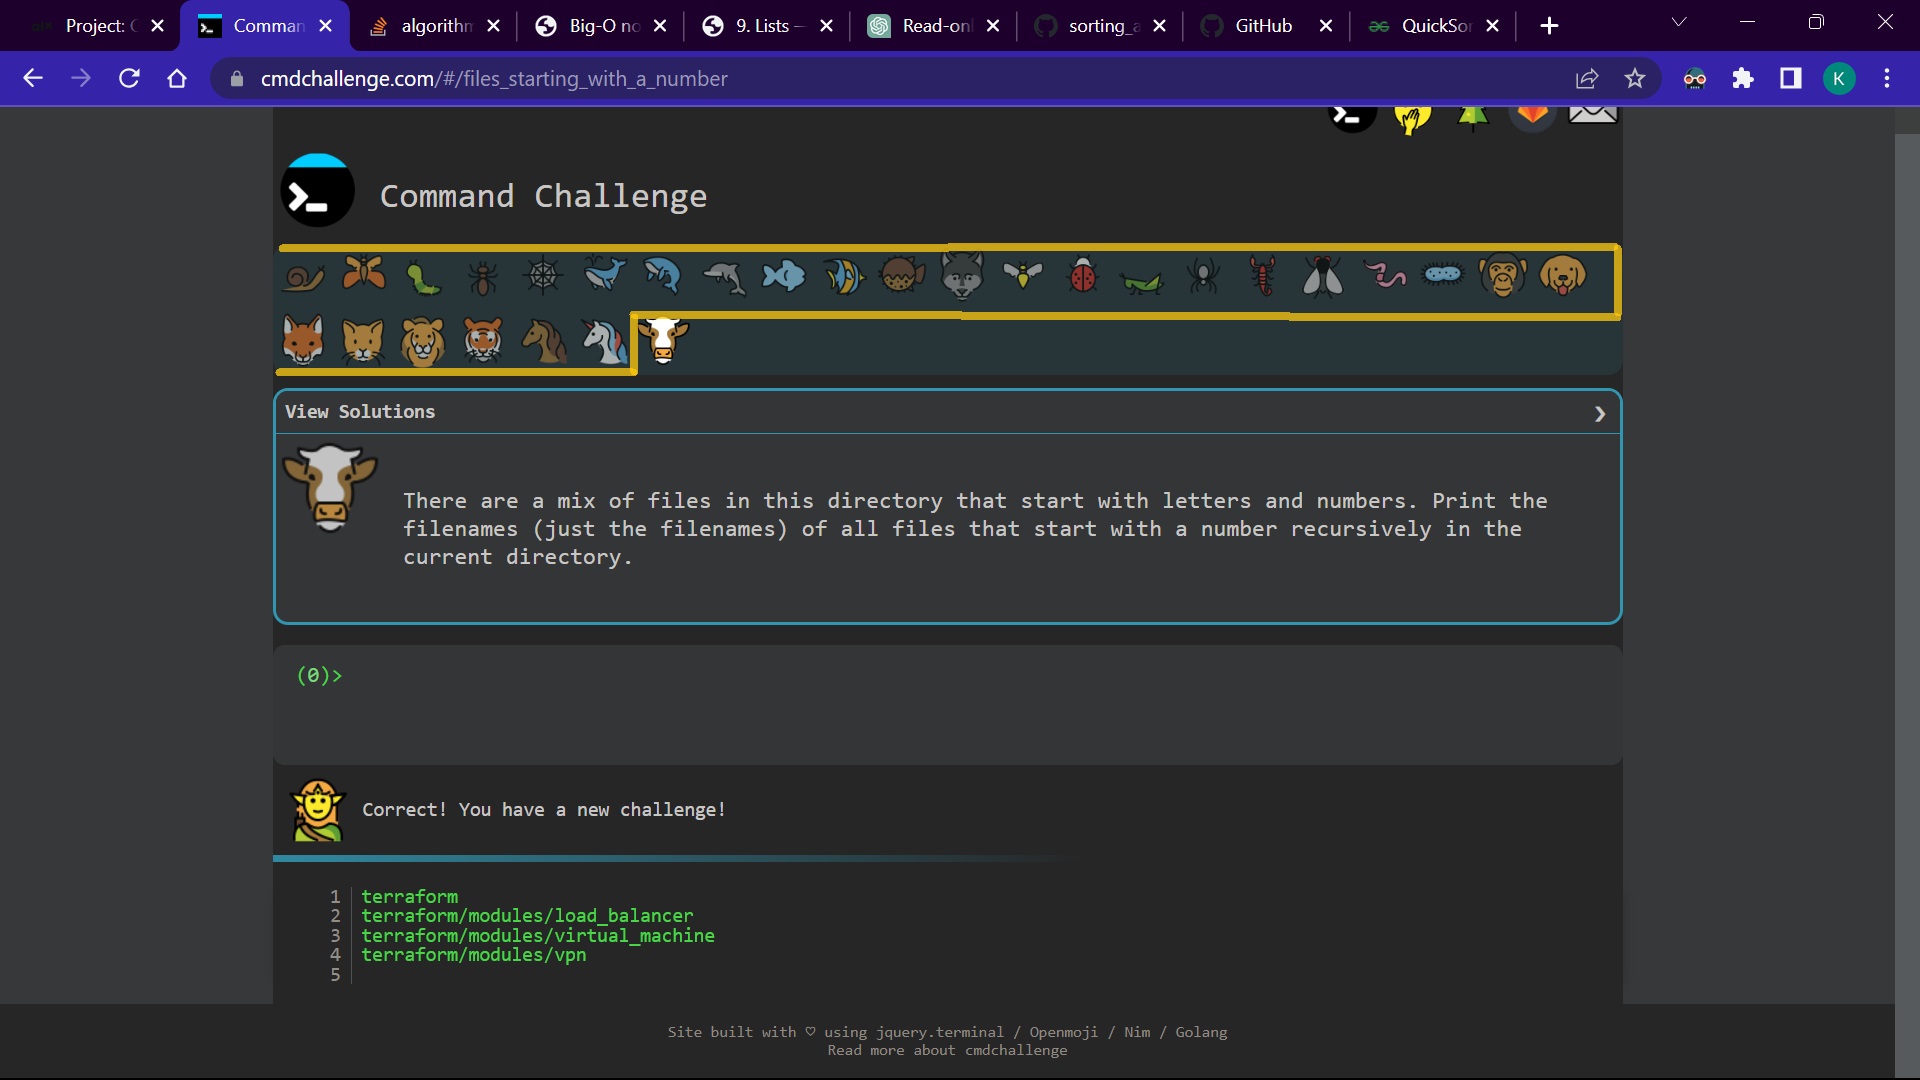 Project: C
Comman
algorithm
Big-O no
9. Lists —
Read-onl
sorting_a
GitHub
QuickSor
cmdchallenge.com/#/files_starting_with_a_number
K
Command Challenge
View Solutions
There are a mix of files in this directory that start with letters and numbers. Print the
filenames (just the filenames) of all files that start with a number recursively in the
current directory.
(0)>
Correct! You have a new challenge!
1 terraform
2 terraform/modules/load_balancer
3 terraform/modules/virtual_machine
4 terraform/modules/vpn
5
Site built with ♡ using jquery.terminal / Openmoji / Nim / Golang
Read more about cmdchallenge